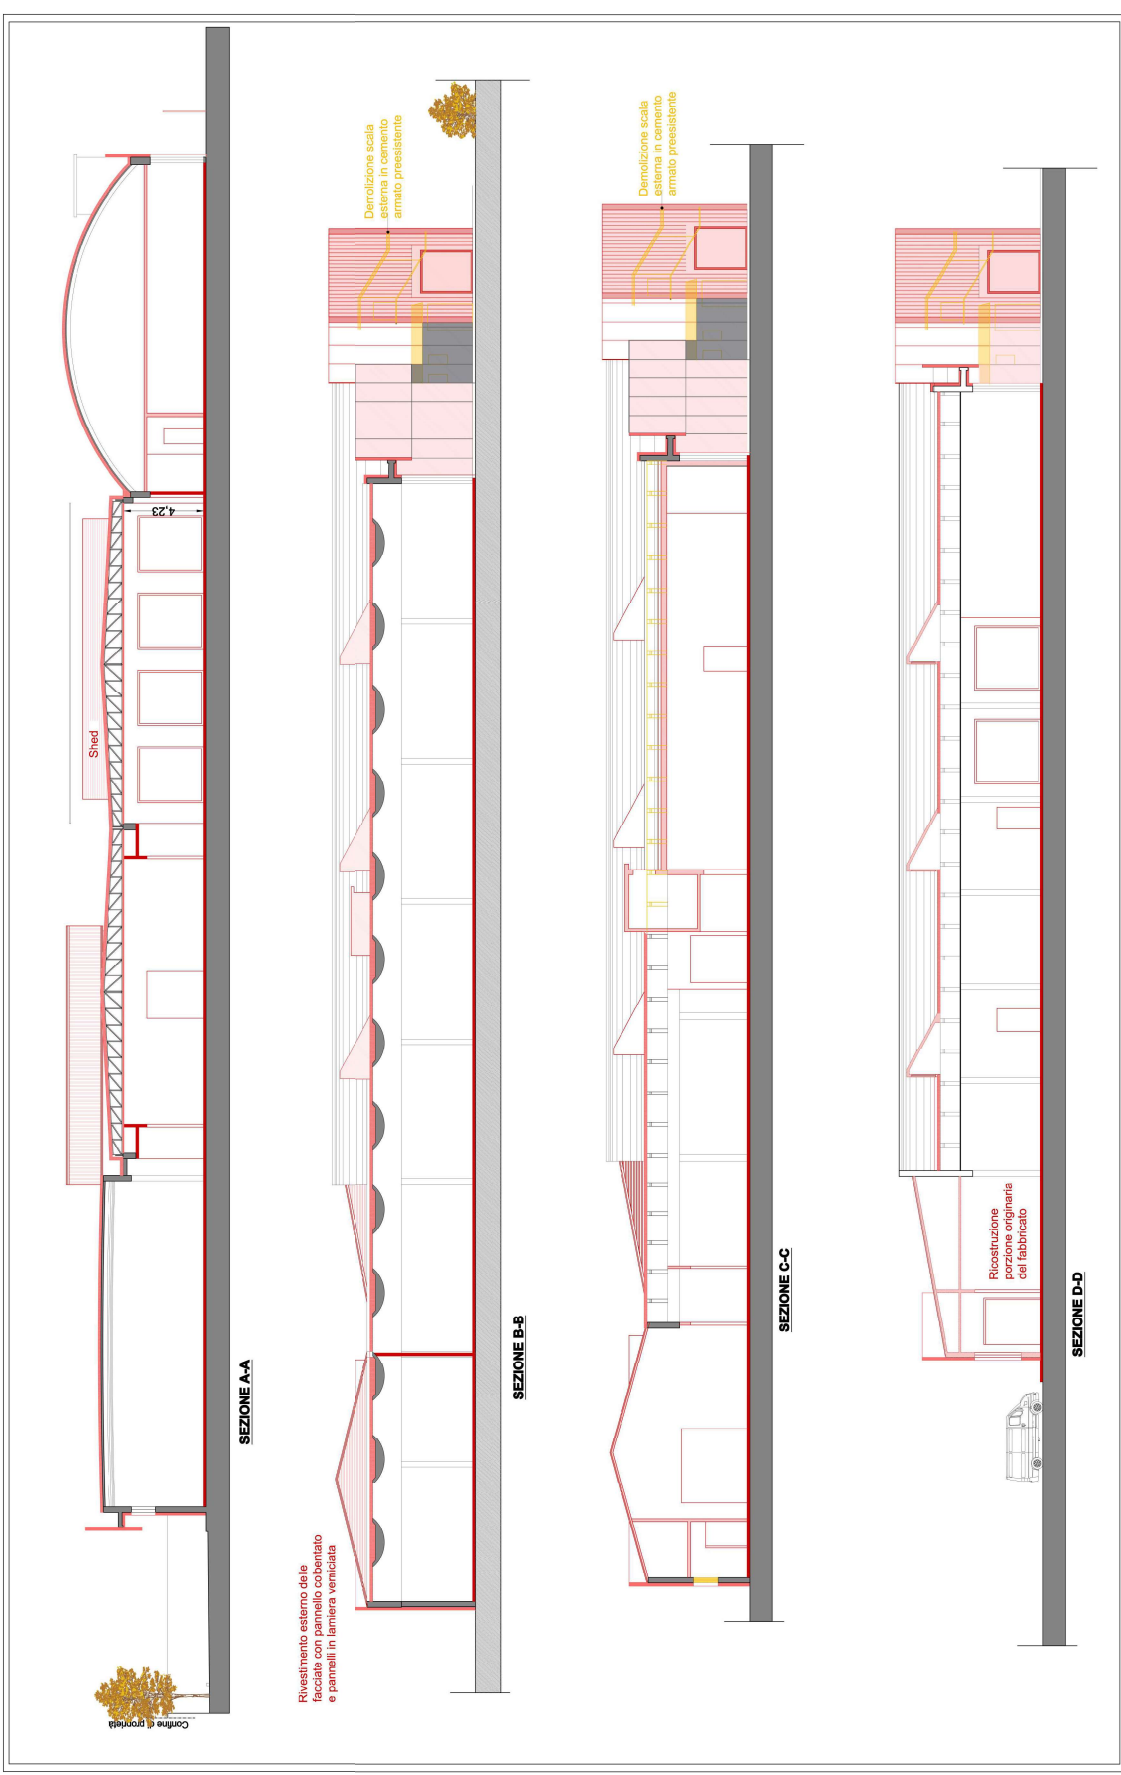 Confine di proprietà
Shed
4,23
SEZIONE A-A
Rivestimento esterno dele
facciate con pannello cobentato
e pannelli in lamiera verniciata
Demolizione scala
esterna in cemento
armato preesistente
SEZIONE B-B
Demolizione scala
esterna in cemento
armato preesistente
SEZIONE C-C
Ricostruzione
porzione originaria
del fabbricato
SEZIONE D-D